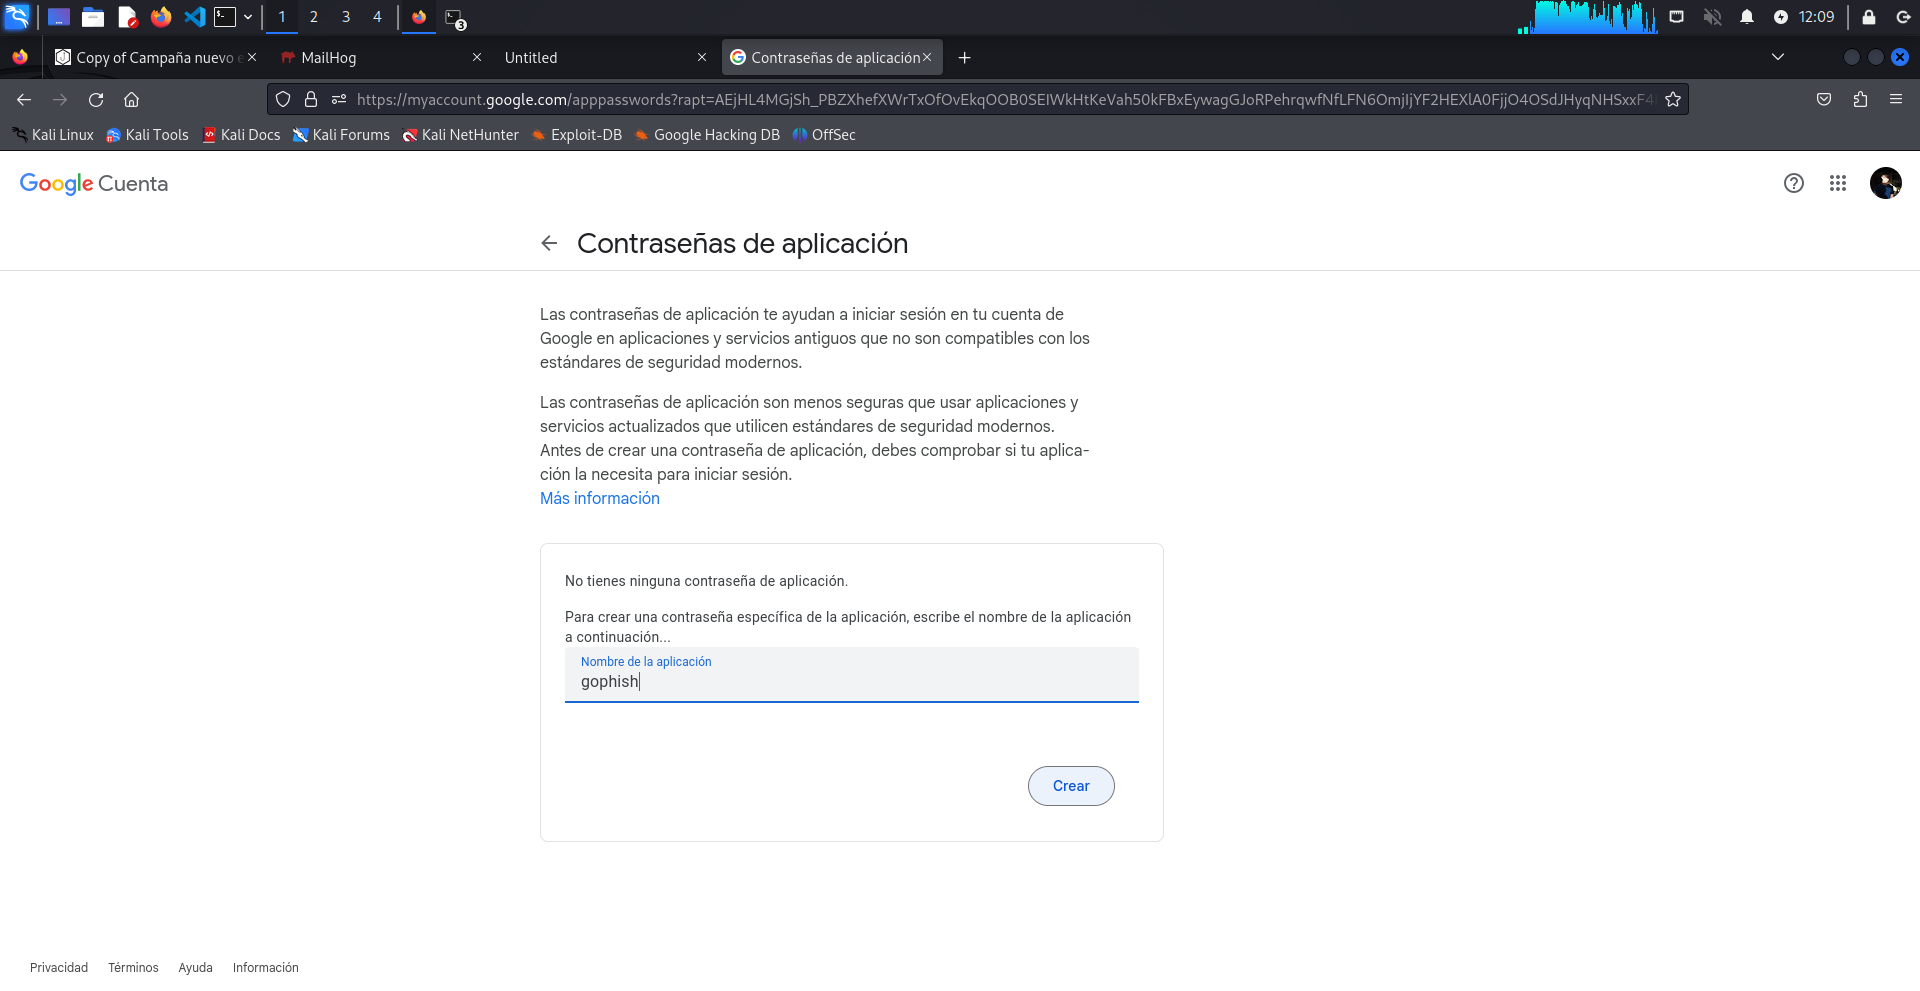 1 2 3 4 3 12:09
Copy of Campaña nuevo e MailHog Untitled Contraseñas de aplicación
https://myaccount.google.com/apppasswords?rapt=AEjHL4MGjSh_PBZXhefXWrTxOfOvEkqOOB0SEIWkHtKeVah50kFBxEywagGJoRPehrqwfNfLFN6OmjIjYF2HEXlA0FjjO4OSdJHyqNHSxxF4
Kali Linux Kali Tools Kali Docs Kali Forums Kali NetHunter Exploit-DB Google Hacking DB OffSec
Google Cuenta
Contraseñas de aplicación
Las contraseñas de aplicación te ayudan a iniciar sesión en tu cuenta de
Google en aplicaciones y servicios antiguos que no son compatibles con los
estándares de seguridad modernos.
Las contraseñas de aplicación son menos seguras que usar aplicaciones y
servicios actualizados que utilicen estándares de seguridad modernos.
Antes de crear una contraseña de aplicación, debes comprobar si tu aplica-
ción la necesita para iniciar sesión.
Más información
No tienes ninguna contraseña de aplicación.
Para crear una contraseña específica de la aplicación, escribe el nombre de la aplicación
a continuación...
Nombre de la aplicación
gophish
Crear
Privacidad Términos Ayuda Información